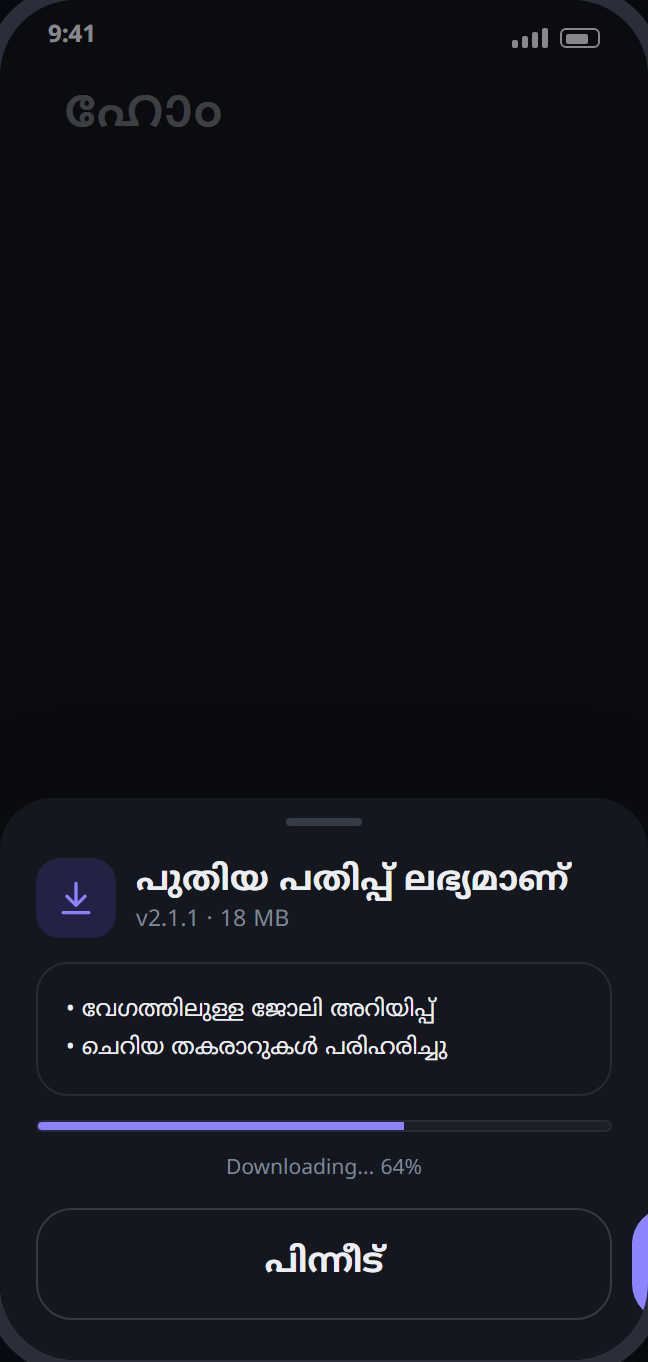 9:41
ഹോം
പുതിയ പതിപ്പ് ലഭ്യമാണ്
v2.1.1 · 18 MB
• വേഗത്തിലുള്ള ജോലി അറിയിപ്പ്
• ചെറിയ തകരാറുകൾ പരിഹരിച്ചു
Downloading... 64%
പിന്നീട്